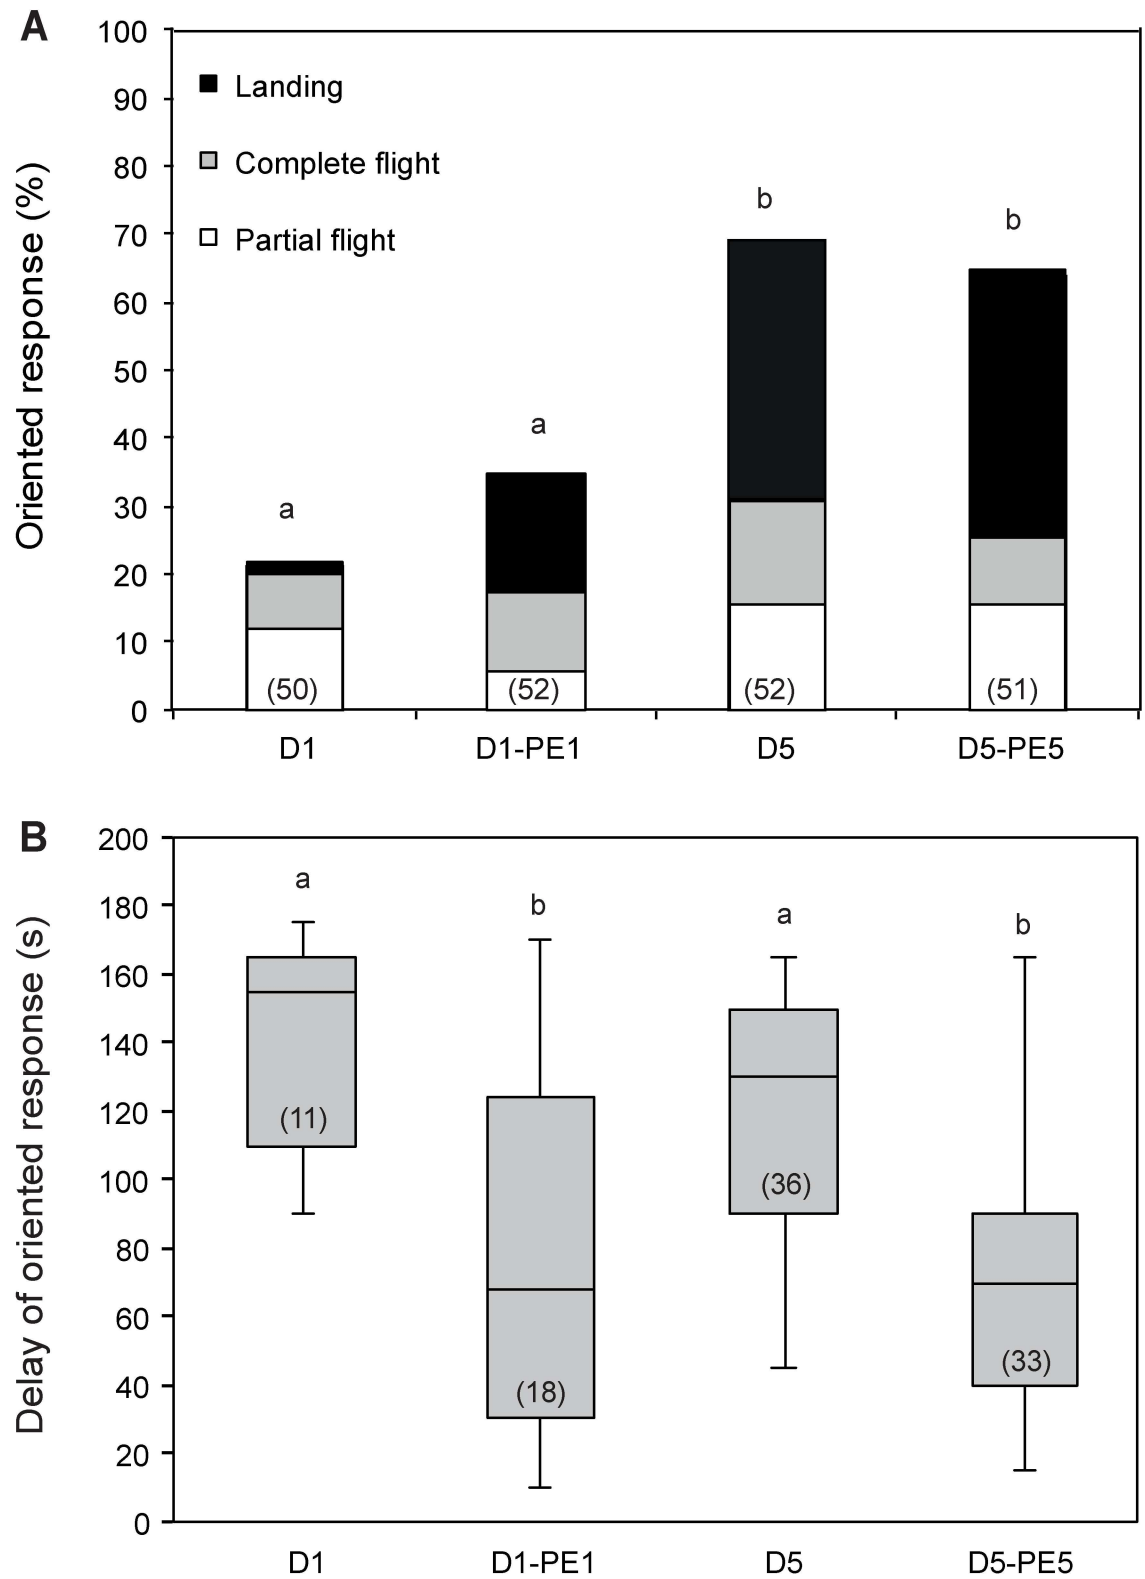 A
Oriented response (%)
100
90
80
70
60
50
40
30
20
10
0
Landing
Complete flight
Partial flight
a
a
b
b
(50)
(52)
(52)
(51)
D1
D1-PE1
D5
D5-PE5
B
Delay of oriented response (s)
200
180
160
140
120
100
80
60
40
20
0
a
b
a
b
(11)
(18)
(36)
(33)
D1
D1-PE1
D5
D5-PE5